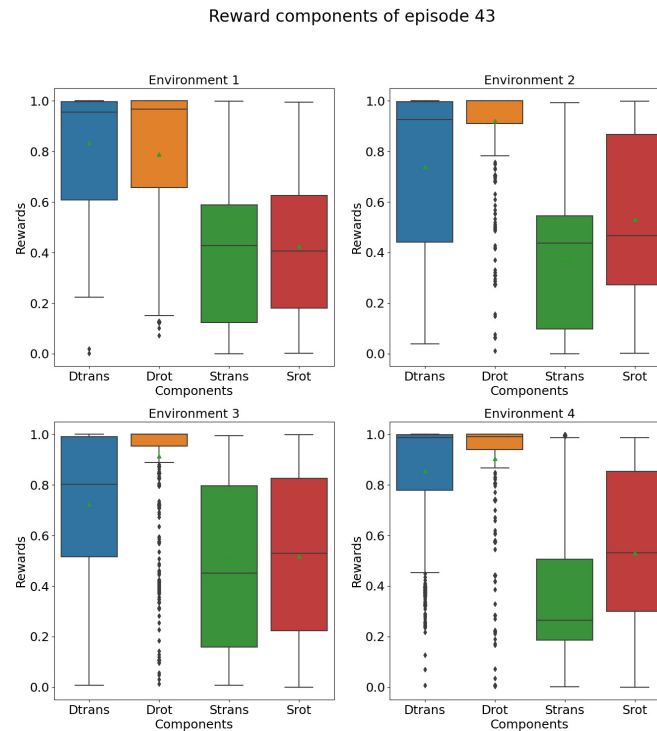 Reward components of episode 43
Environment 1
1.0
0.8
0.6
0.4
0.2
0.0
Rewards
Dtrans Drot Strans Srot
Components
Environment 2
1.0
0.8
0.6
0.4
0.2
0.0
Rewards
Dtrans Drot Strans Srot
Components
Environment 3
1.0
0.8
0.6
0.4
0.2
0.0
Rewards
Dtrans Drot Strans Srot
Components
Environment 4
1.0
0.8
0.6
0.4
0.2
0.0
Rewards
Dtrans Drot Strans Srot
Components